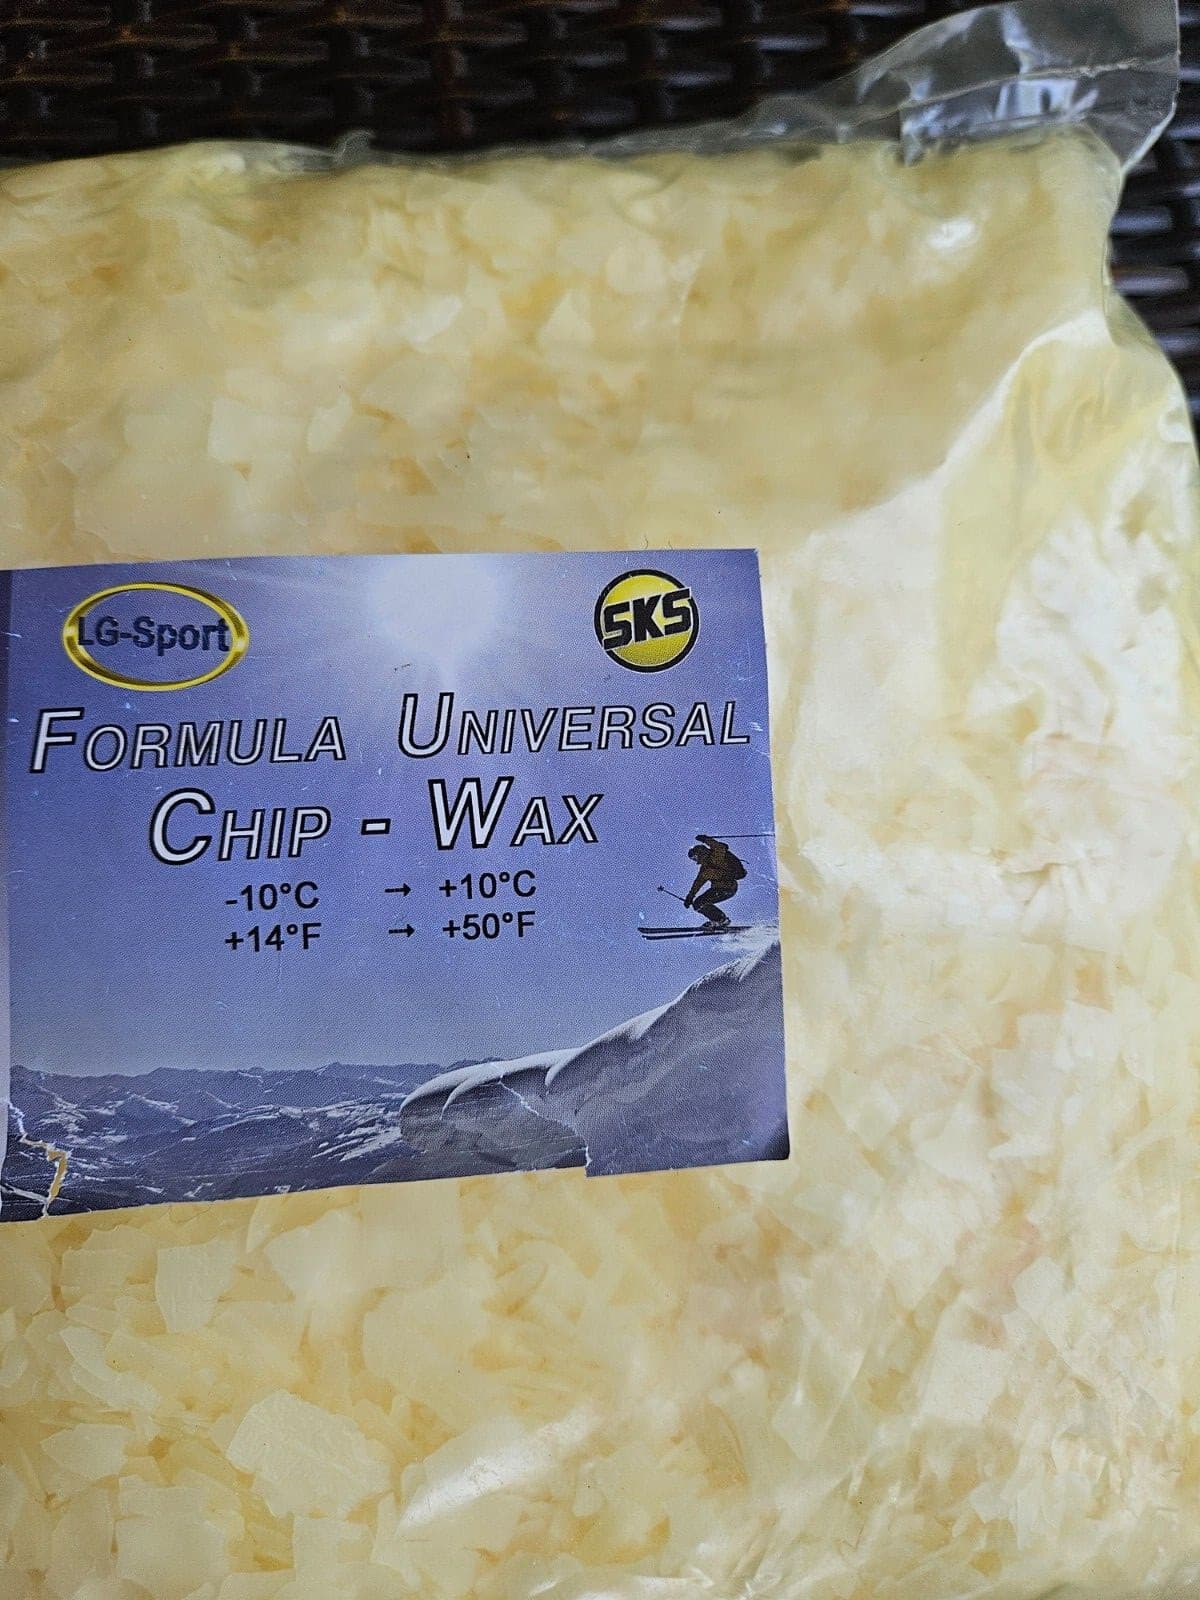 LG-Sport
SKS
FORMULA UNIVERSAL
CHIP - WAX
-10°C → +10°C
+14°F → +50°F